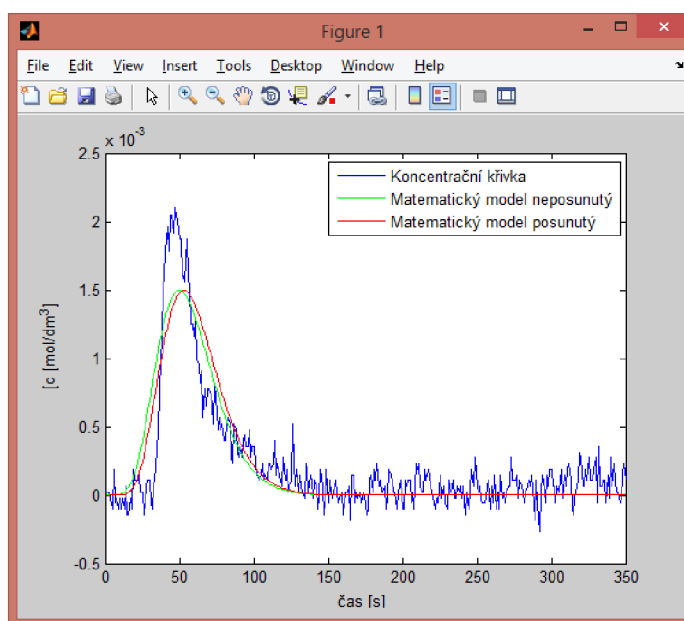 Figure 1
File Edit View Insert Tools Desktop Window Help
x 10^-3
2.5
2
1.5
1
0.5
0
-0.5
0 50 100 150 200 250 300 350
[c [mol/dm³]
čas [s]
Koncentrační křivka
Matematický model neposunutý
Matematický model posunutý